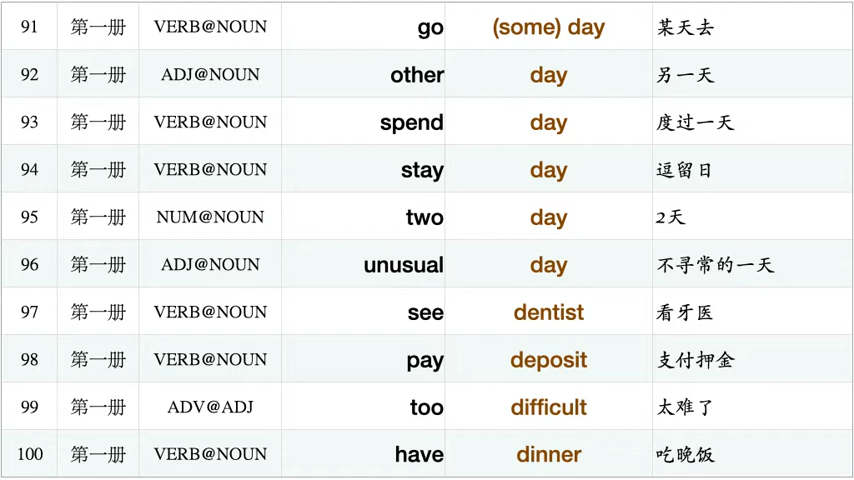 91 第一册 VERB@NOUN go (some) day 某天去
92 第一册 ADJ@NOUN other day 另一天
93 第一册 VERB@NOUN spend day 度过一天
94 第一册 VERB@NOUN stay day 逗留日
95 第一册 NUM@NOUN two day 2天
96 第一册 ADJ@NOUN unusual day 不寻常的一天
97 第一册 VERB@NOUN see dentist 看牙医
98 第一册 VERB@NOUN pay deposit 支付押金
99 第一册 ADV@ADJ too difficult 太难了
100 第一册 VERB@NOUN have dinner 吃晚饭